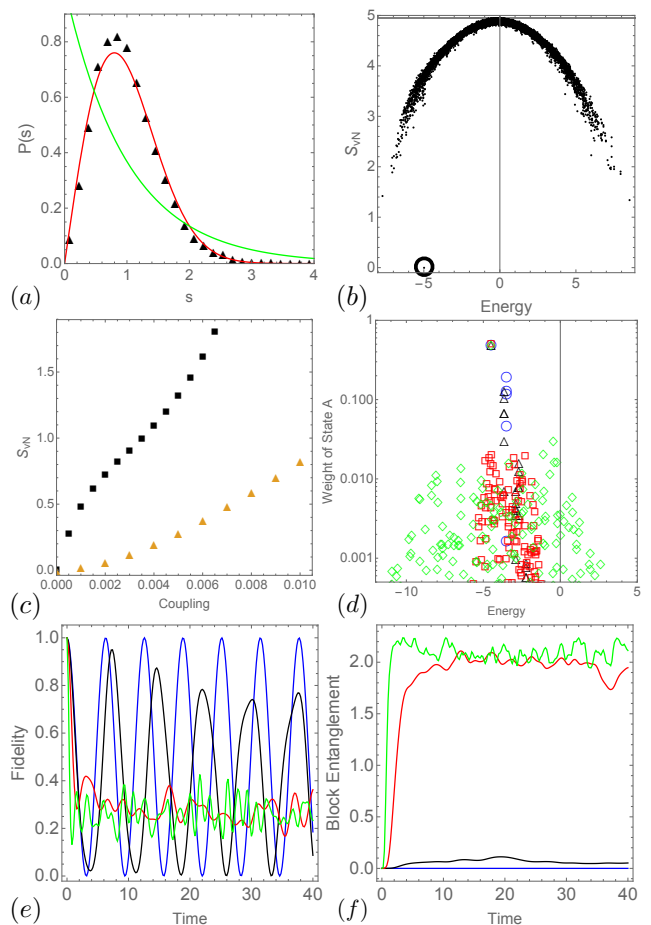 0.8
0.6
0.4
0.2
0.0
P(s)
0 1 2 3 4
s
(a)
5
4
3
2
1
0
SvN
−5 0 5
Energy
(b)
1.5
1.0
0.5
0.0
SvN
0.000 0.002 0.004 0.006 0.008 0.010
Coupling
(c)
1
0.100
0.010
0.001
Weight of State A
−10 −5 0 5
Energy
(d)
1.0
0.8
0.6
0.4
0.2
0.0
Fidelity
0 10 20 30 40
Time
(e)
2.0
1.5
1.0
0.5
0.0
Block Entanglement
0 10 20 30 40
Time
(f)